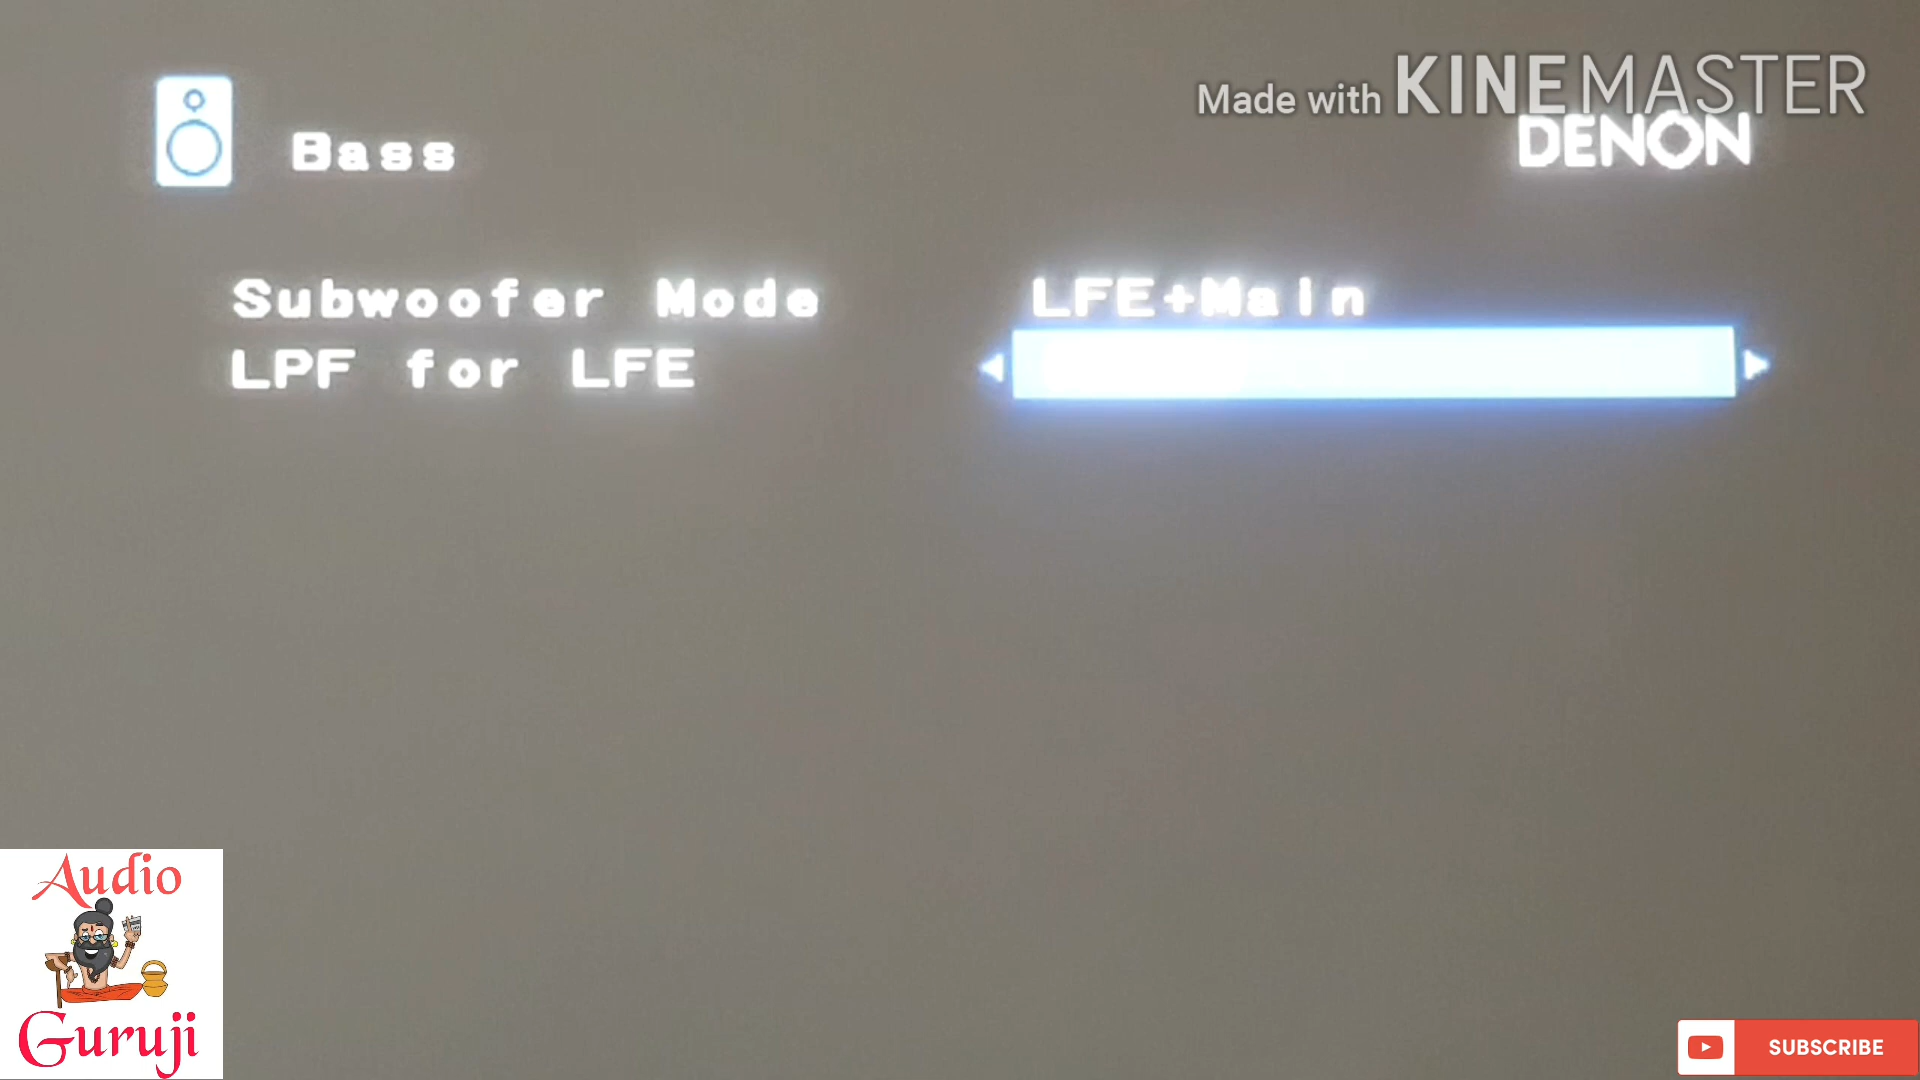 Made with KINEMASTER
DENON
Bass
Subwoofer Mode LFE+Main
LPF for LFE
Audio
Guruji
SUBSCRIBE